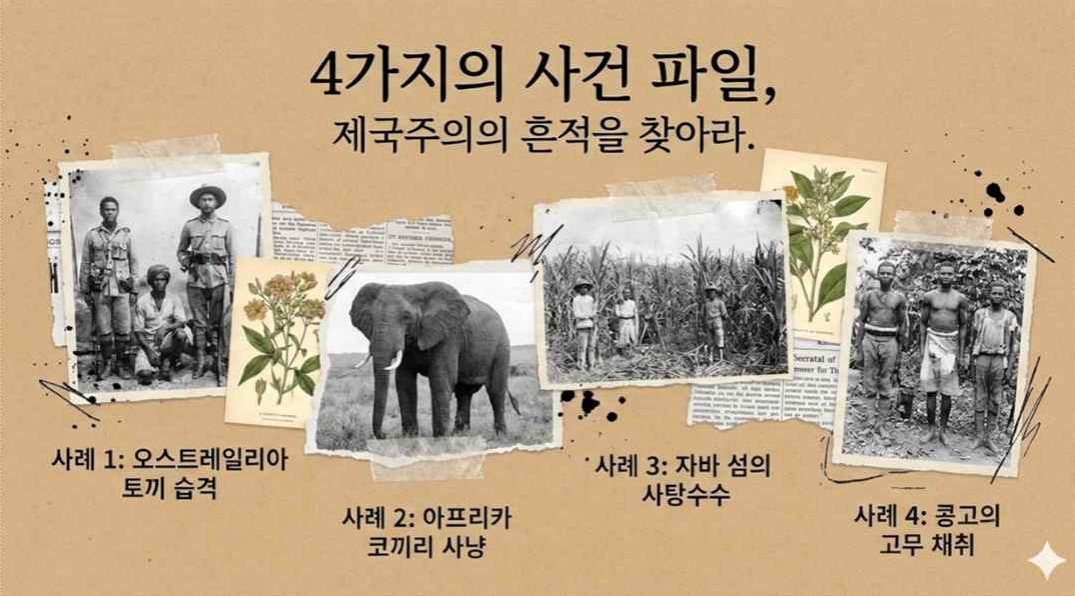 4가지의 사건 파일,
제국주의의 흔적을 찾아라.
사례 1: 오스트레일리아
토끼 습격
사례 2: 아프리카
코끼리 사냥
사례 3: 자바 섬의
사탕수수
사례 4: 콩고의
고무 채취